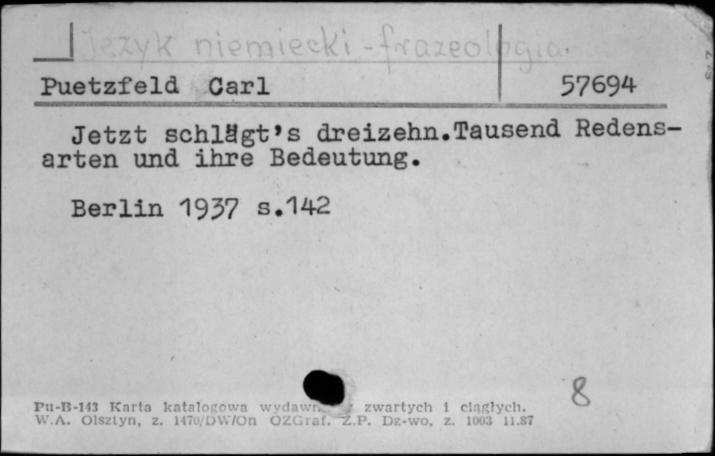 Język niemiecki - frazeologia.
Puetzfeld Carl 57694
Jetzt schlägt's dreizehn.Tausend Redens-
arten und ihre Bedeutung.
Berlin 1937 s.142
8
Pu-B-143 Karta katalogowa wydawn zwartych i ciągłych.
W.A. Olsztyn, z. 1470/DW/On OZGraf. Z.P. Dz-wo, z. 1003 11.87